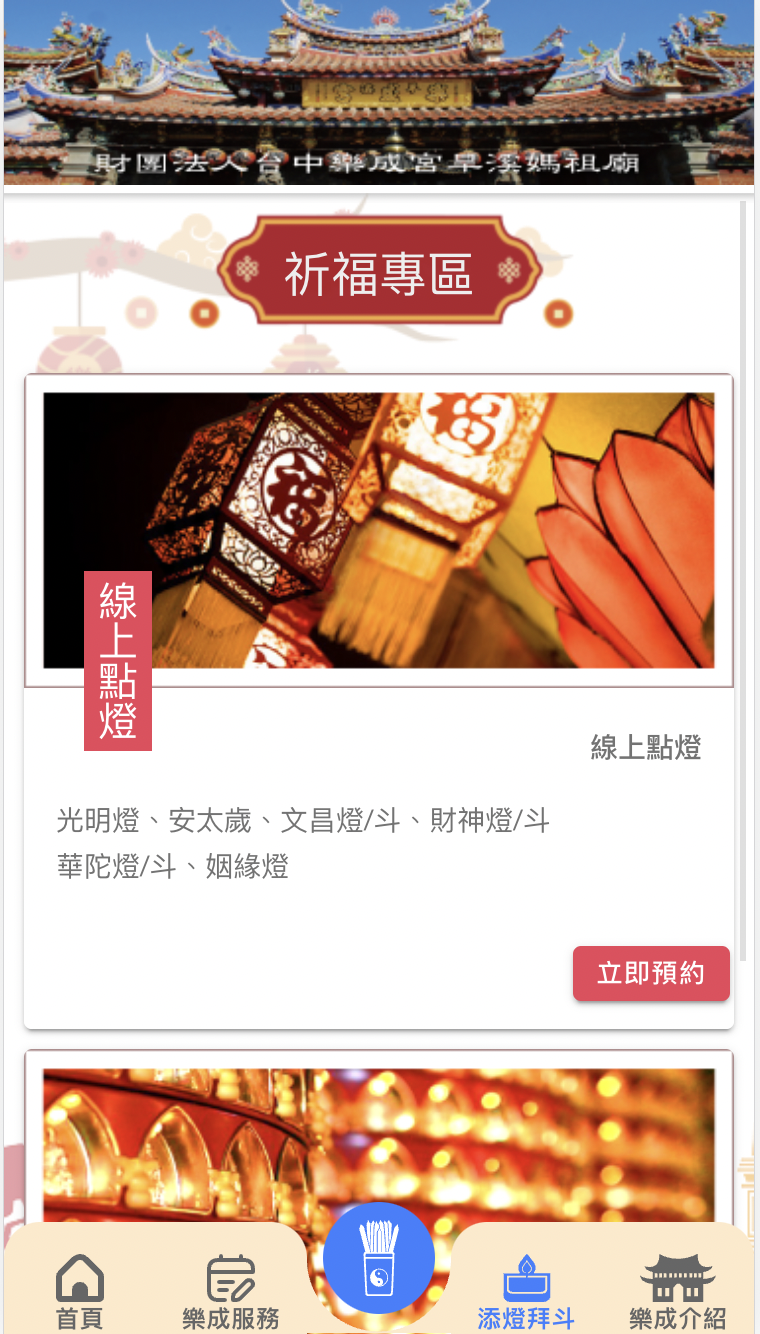 財團法人台中樂成宮旱溪媽祖廟
祈福專區
福
福
線上點燈
線上點燈
光明燈、安太歲、文昌燈/斗、財神燈/斗
華陀燈/斗、姻緣燈
立即預約
首頁
樂成服務
添燈拜斗
樂成介紹